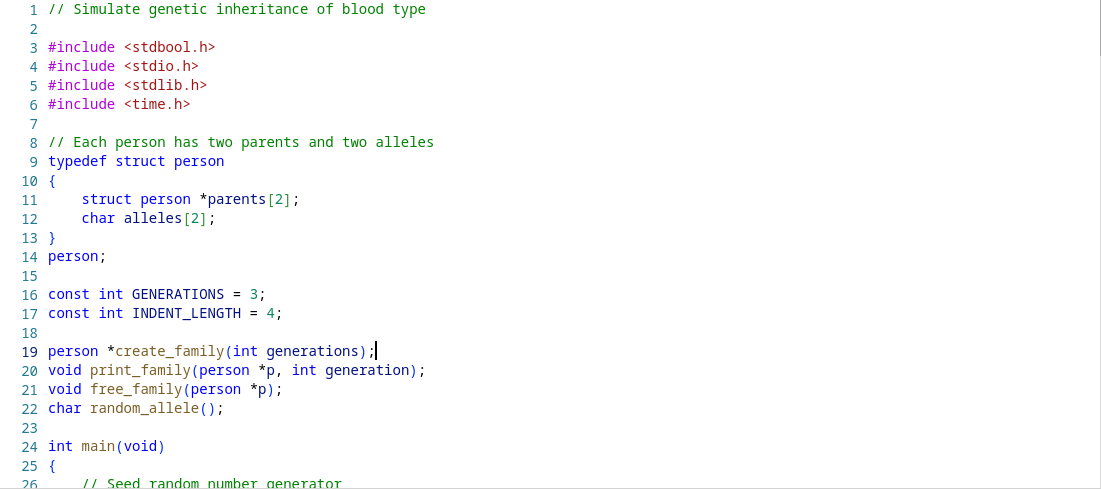 1 // Simulate genetic inheritance of blood type
2
3 #include <stdbool.h>
4 #include <stdio.h>
5 #include <stdlib.h>
6 #include <time.h>
7
8 // Each person has two parents and two alleles
9 typedef struct person
10 {
11     struct person *parents[2];
12     char alleles[2];
13 }
14 person;
15
16 const int GENERATIONS = 3;
17 const int INDENT_LENGTH = 4;
18
19 person *create_family(int generations);
20 void print_family(person *p, int generation);
21 void free_family(person *p);
22 char random_allele();
23
24 int main(void)
25 {
26     // Seed random number generator